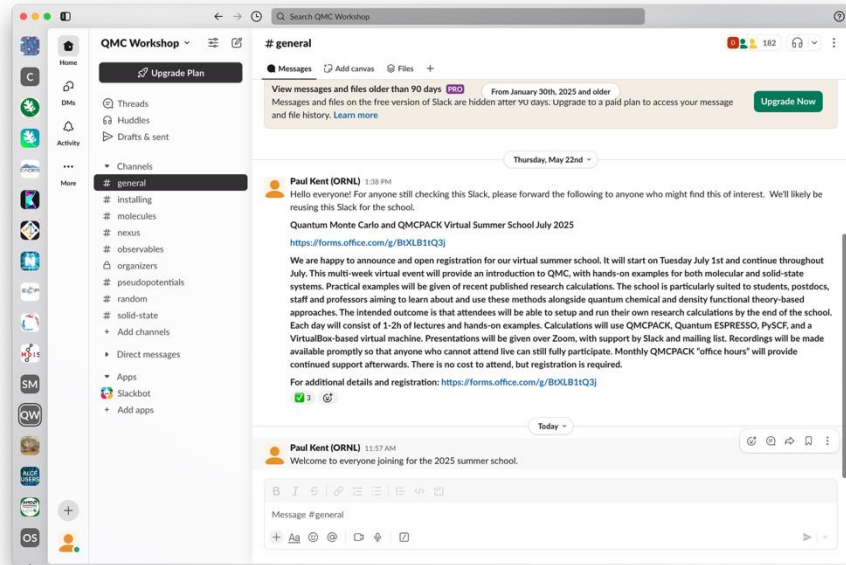 Search QMC Workshop
C
SM
QW
ALCF
USERS
OS
Home
DMs
Activity
More
QMC Workshop
Upgrade Plan
Threads
Huddles
Drafts & sent
Channels
# general
# installing
# molecules
# nexus
# observables
organizers
# pseudopotentials
# random
# solid-state
+ Add channels
Direct messages
Apps
Slackbot
+ Add apps
# general
182
Messages
Add canvas
Files
View messages and files older than 90 days PRO
From January 30th, 2025 and older
Messages and files on the free version of Slack are hidden after 90 days. Upgrade to a paid plan to access your message
and file history. Learn more
Upgrade Now
Thursday, May 22nd
Paul Kent (ORNL) 1:38 PM
Hello everyone! For anyone still checking this Slack, please forward the following to anyone who might find this of interest. We'll likely be
reusing this Slack for the school.
Quantum Monte Carlo and QMCPACK Virtual Summer School July 2025
https://forms.office.com/g/BtXLB1tQ3j
We are happy to announce and open registration for our virtual summer school. It will start on Tuesday July 1st and continue throughout
July. This multi-week virtual event will provide an introduction to QMC, with hands-on examples for both molecular and solid-state
systems. Practical examples will be given of recent published research calculations. The school is particularly suited to students, postdocs,
staff and professors aiming to learn about and use these methods alongside quantum chemical and density functional theory-based
approaches. The intended outcome is that attendees will be able to setup and run their own research calculations by the end of the school.
Each day will consist of 1-2h of lectures and hands-on examples. Calculations will use QMCPACK, Quantum ESPRESSO, PySCF, and a
VirtualBox-based virtual machine. Presentations will be given over Zoom, with support by Slack and mailing list. Recordings will be made
available promptly so that anyone who cannot attend live can still fully participate. Monthly QMCPACK "office hours" will provide
continued support afterwards. There is no cost to attend, but registration is required.
For additional details and registration: https://forms.office.com/g/BtXLB1tQ3j
3
Today
Paul Kent (ORNL) 11:57 AM
Welcome to everyone joining for the 2025 summer school.
Message #general
Aa